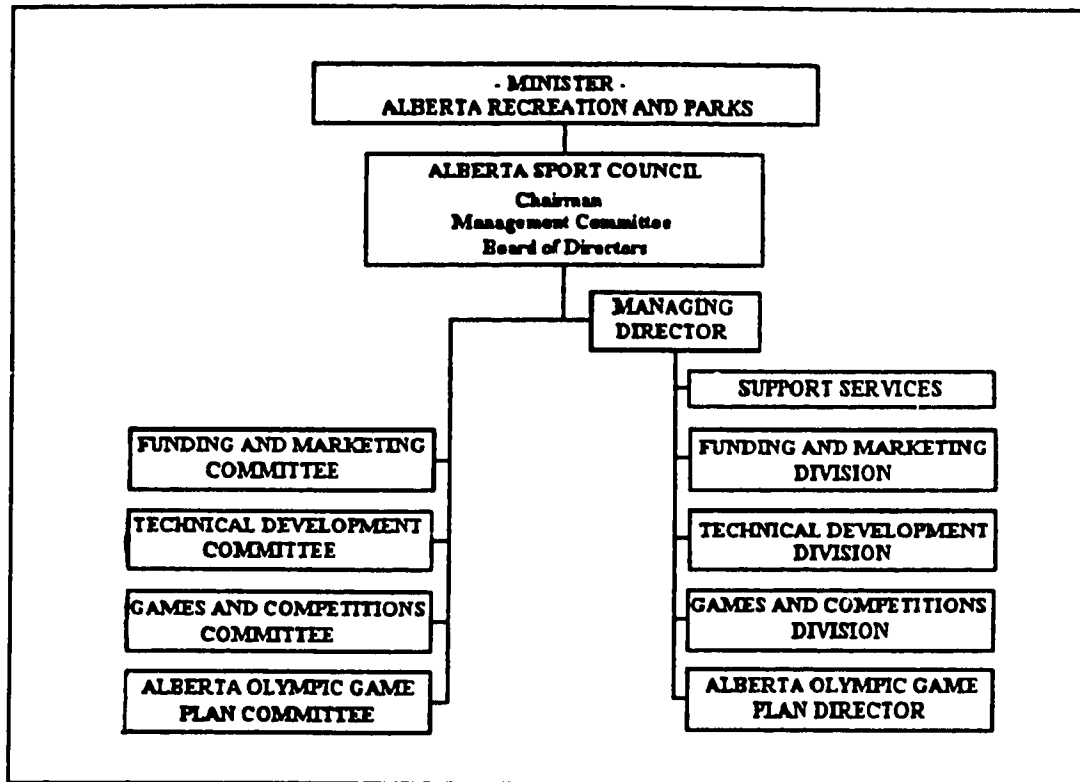 - MINISTER -
ALBERTA RECREATION AND PARKS
ALBERTA SPORT COUNCIL
Chairman
Management Committee
Board of Directors
MANAGING
DIRECTOR
SUPPORT SERVICES
FUNDING AND MARKETING
COMMITTEE
TECHNICAL DEVELOPMENT
COMMITTEE
GAMES AND COMPETITIONS
COMMITTEE
ALBERTA OLYMPIC GAME
PLAN COMMITTEE
FUNDING AND MARKETING
DIVISION
TECHNICAL DEVELOPMENT
DIVISION
GAMES AND COMPETITIONS
DIVISION
ALBERTA OLYMPIC GAME
PLAN DIRECTOR